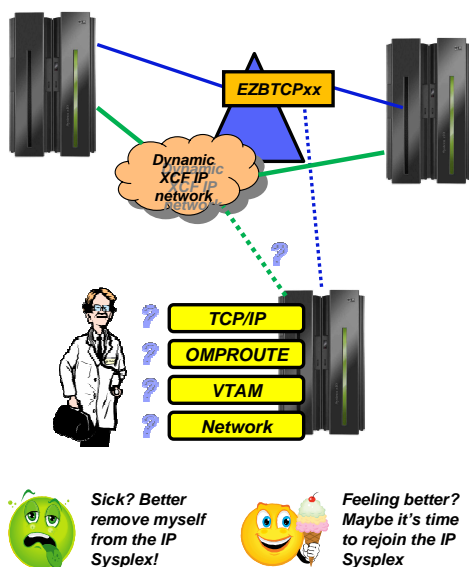 EZBTCPxx
Dynamic
XCF IP
network
?
? TCP/IP
? OMPROUTE
? VTAM
? Network
Sick? Better
remove myself
from the IP
Sysplex!
Feeling better?
Maybe it's time
to rejoin the IP
Sysplex